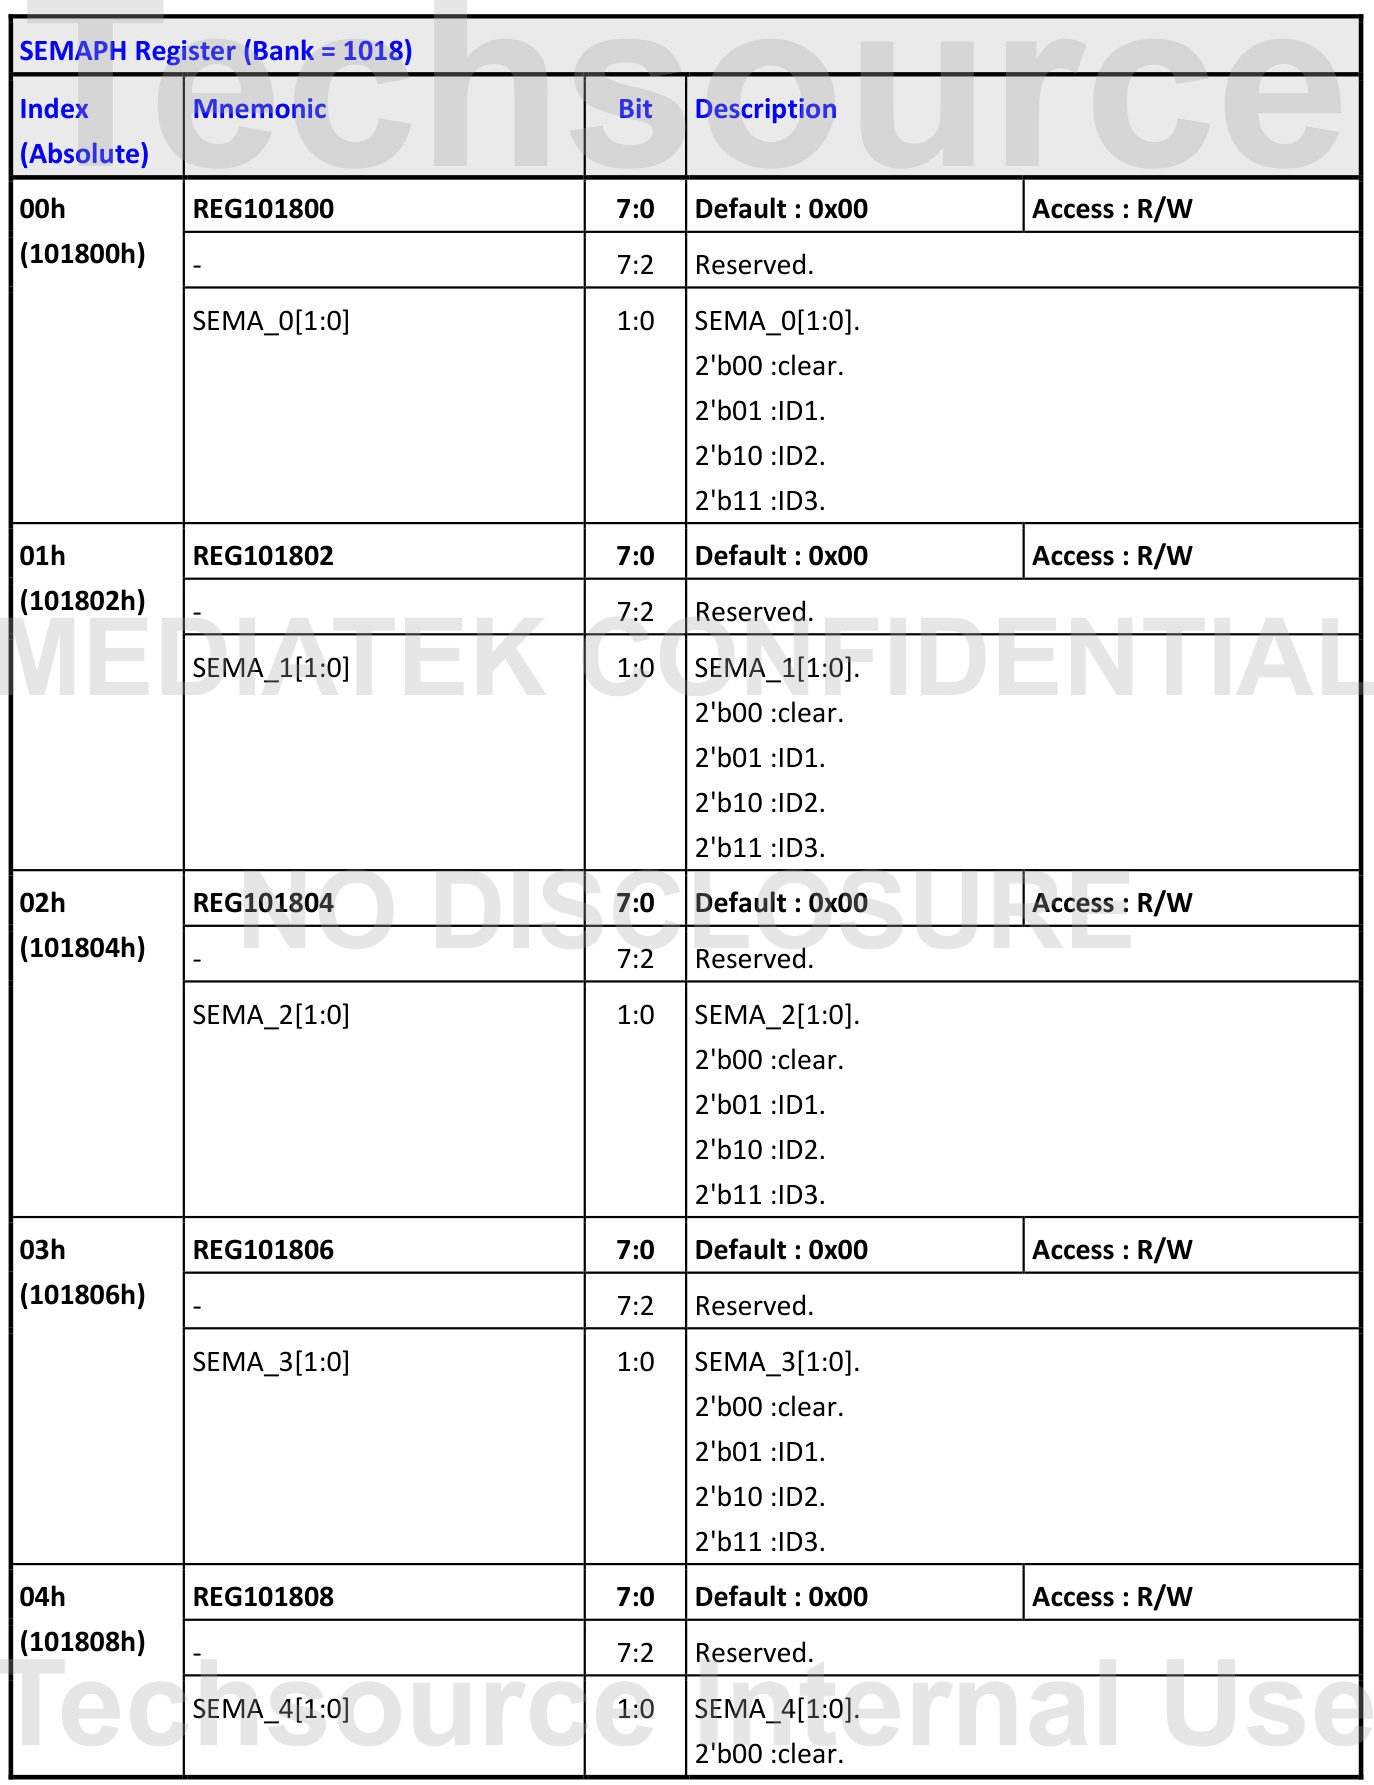 Techsource
SEMAPH Register (Bank = 1018)
Index (Absolute) Mnemonic Bit Description
00h (101800h) REG101800 7:0 Default : 0x00 Access : R/W
- 7:2 Reserved.
SEMA_0[1:0] 1:0 SEMA_0[1:0].
2'b00 :clear.
2'b01 :ID1.
2'b10 :ID2.
2'b11 :ID3.
01h (101802h) REG101802 7:0 Default : 0x00 Access : R/W
- 7:2 Reserved.
MEDIATEK CONFIDENTIAL
SEMA_1[1:0] 1:0 SEMA_1[1:0].
2'b00 :clear.
2'b01 :ID1.
2'b10 :ID2.
2'b11 :ID3.
NO DISCLOSURE
02h (101804h) REG101804 7:0 Default : 0x00 Access : R/W
- 7:2 Reserved.
SEMA_2[1:0] 1:0 SEMA_2[1:0].
2'b00 :clear.
2'b01 :ID1.
2'b10 :ID2.
2'b11 :ID3.
03h (101806h) REG101806 7:0 Default : 0x00 Access : R/W
- 7:2 Reserved.
SEMA_3[1:0] 1:0 SEMA_3[1:0].
2'b00 :clear.
2'b01 :ID1.
2'b10 :ID2.
2'b11 :ID3.
04h (101808h) REG101808 7:0 Default : 0x00 Access : R/W
- 7:2 Reserved.
Techsource Internal Use
SEMA_4[1:0] 1:0 SEMA_4[1:0].
2'b00 :clear.